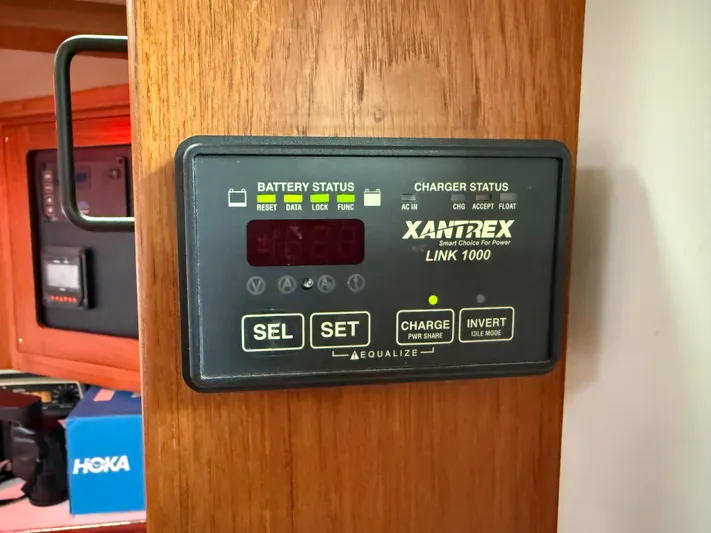 BATTERY STATUS
RESET DATA LOCK FUNC
CHARGER STATUS
AC IN CHG ACCEPT FLOAT
XANTREX
Smart Choice For Power
LINK 1000
V A Ah
SEL SET
CHARGE
PWR SHARE
INVERT
IDLE MODE
EQUALIZE
HOKA